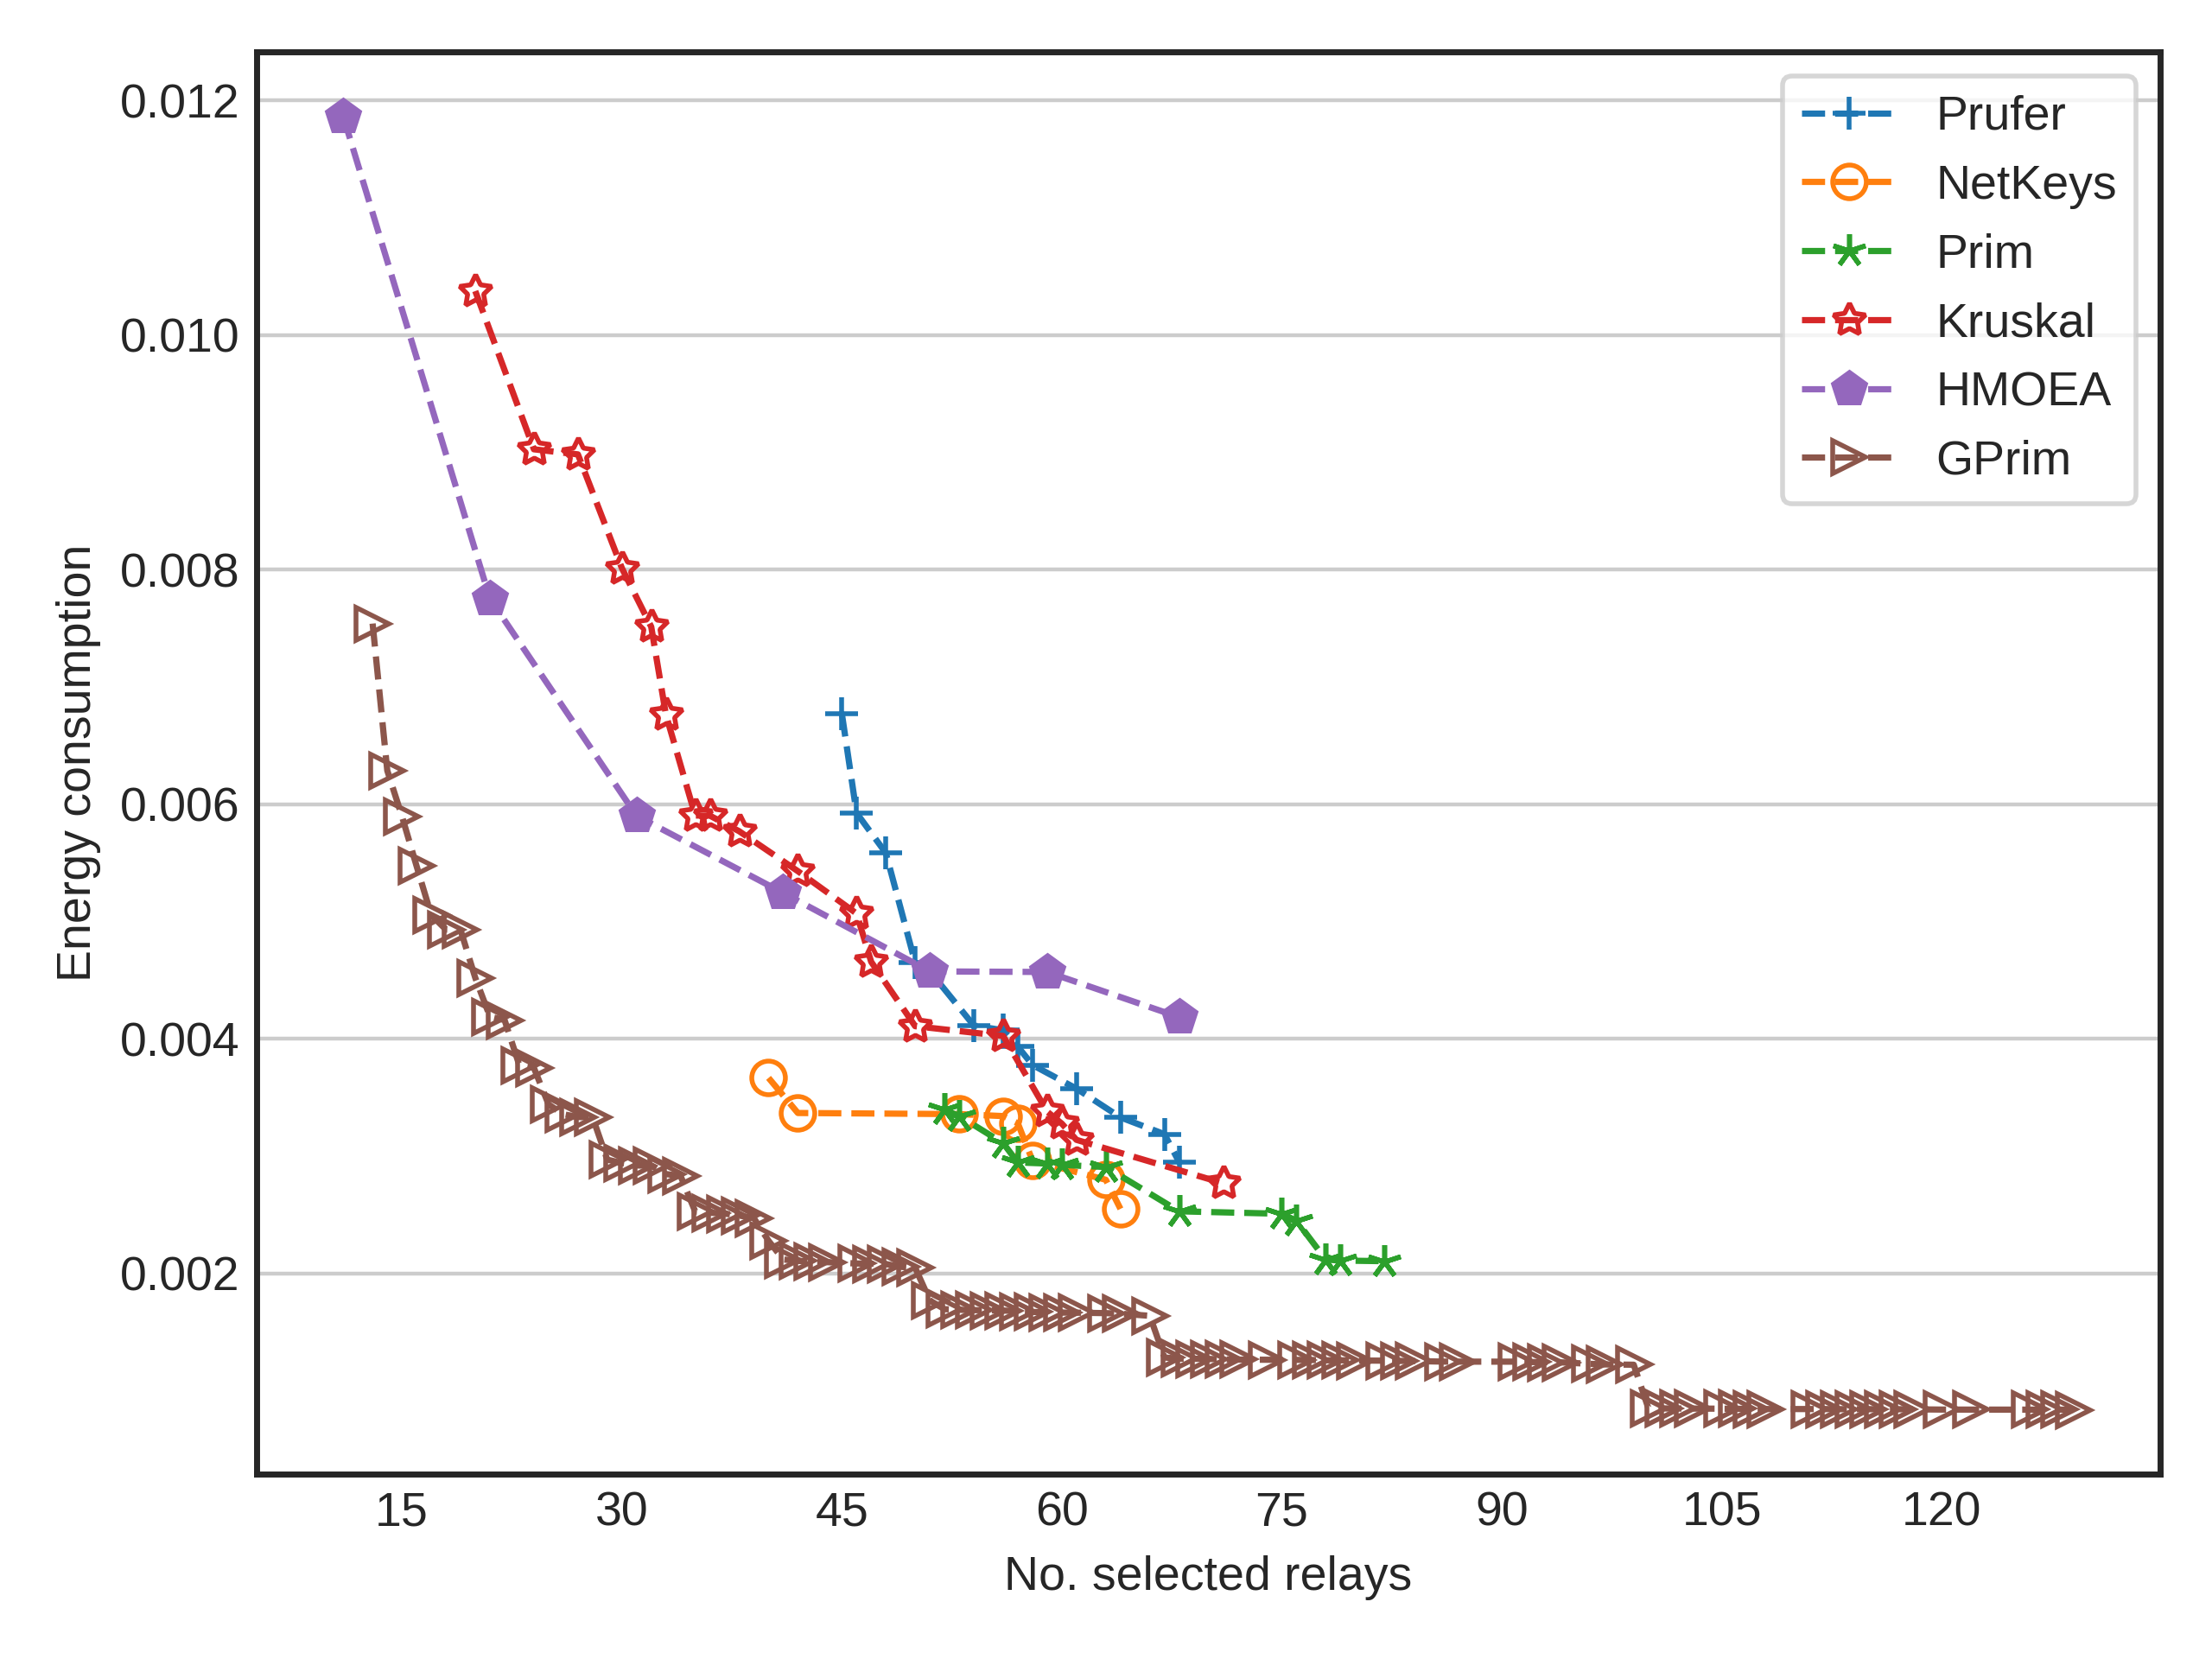 0.012
0.010
0.008
0.006
0.004
0.002
Energy consumption
15 30 45 60 75 90 105 120
No. selected relays
Prufer
NetKeys
Prim
Kruskal
HMOEA
GPrim